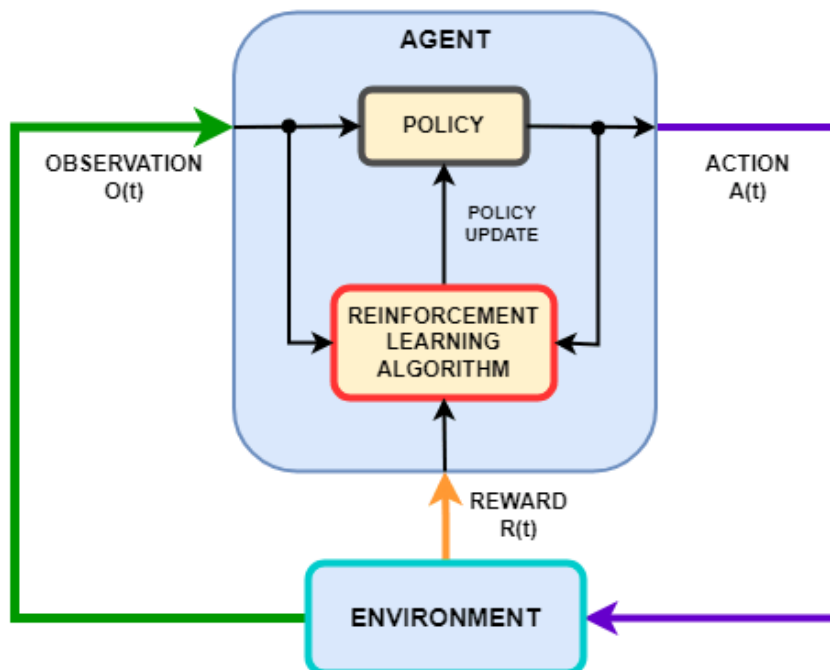 AGENT
POLICY
OBSERVATION
O(t)
ACTION
A(t)
POLICY
UPDATE
REINFORCEMENT
LEARNING
ALGORITHM
REWARD
R(t)
ENVIRONMENT